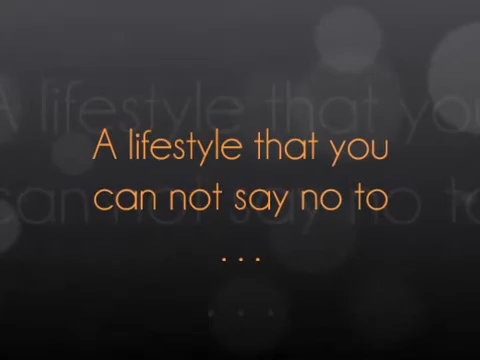 A lifestyle that you
can not say no to
. . .